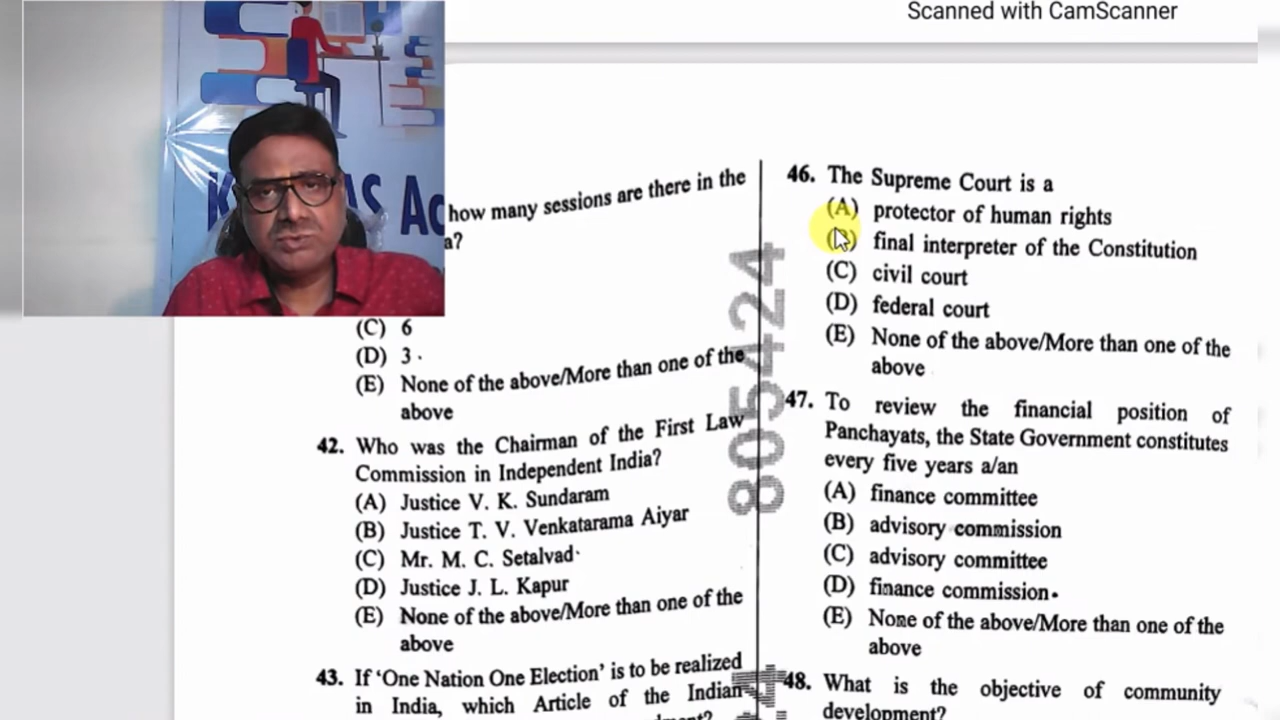 Scanned with CamScanner
how many sessions are there in the
a?
(C) 6
(D) 3
(E) None of the above/More than one of the
above
42. Who was the Chairman of the First Law
Commission in Independent India?
(A) Justice V. K. Sundaram
(B) Justice T. V. Venkatarama Aiyar
(C) Mr. M. C. Setalvad
(D) Justice J. L. Kapur
(E) None of the above/More than one of the
above
43. If ‘One Nation One Election’ is to be realized
in India, which Article of the Indian
805424
46. The Supreme Court is a
(A) protector of human rights
(B) final interpreter of the Constitution
(C) civil court
(D) federal court
(E) None of the above/More than one of the
above
47. To review the financial position of
Panchayats, the State Government constitutes
every five years a/an
(A) finance committee
(B) advisory commission
(C) advisory committee
(D) finance commission
(E) None of the above/More than one of the
above
48. What is the objective of community
development?